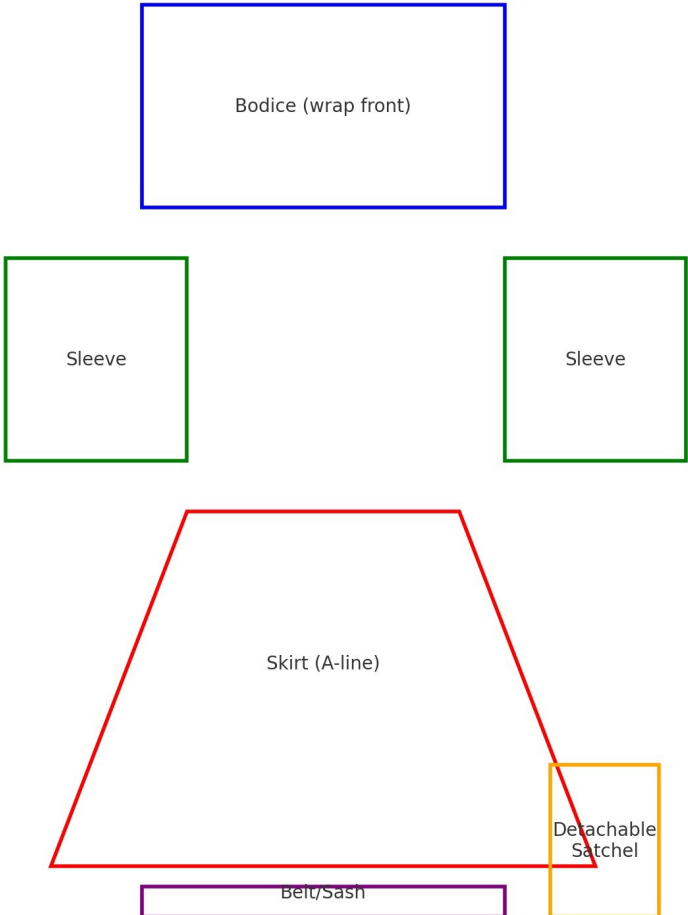 Bodice (wrap front)
Sleeve
Sleeve
Skirt (A-line)
Detachable
Satchel
Belt/Sash